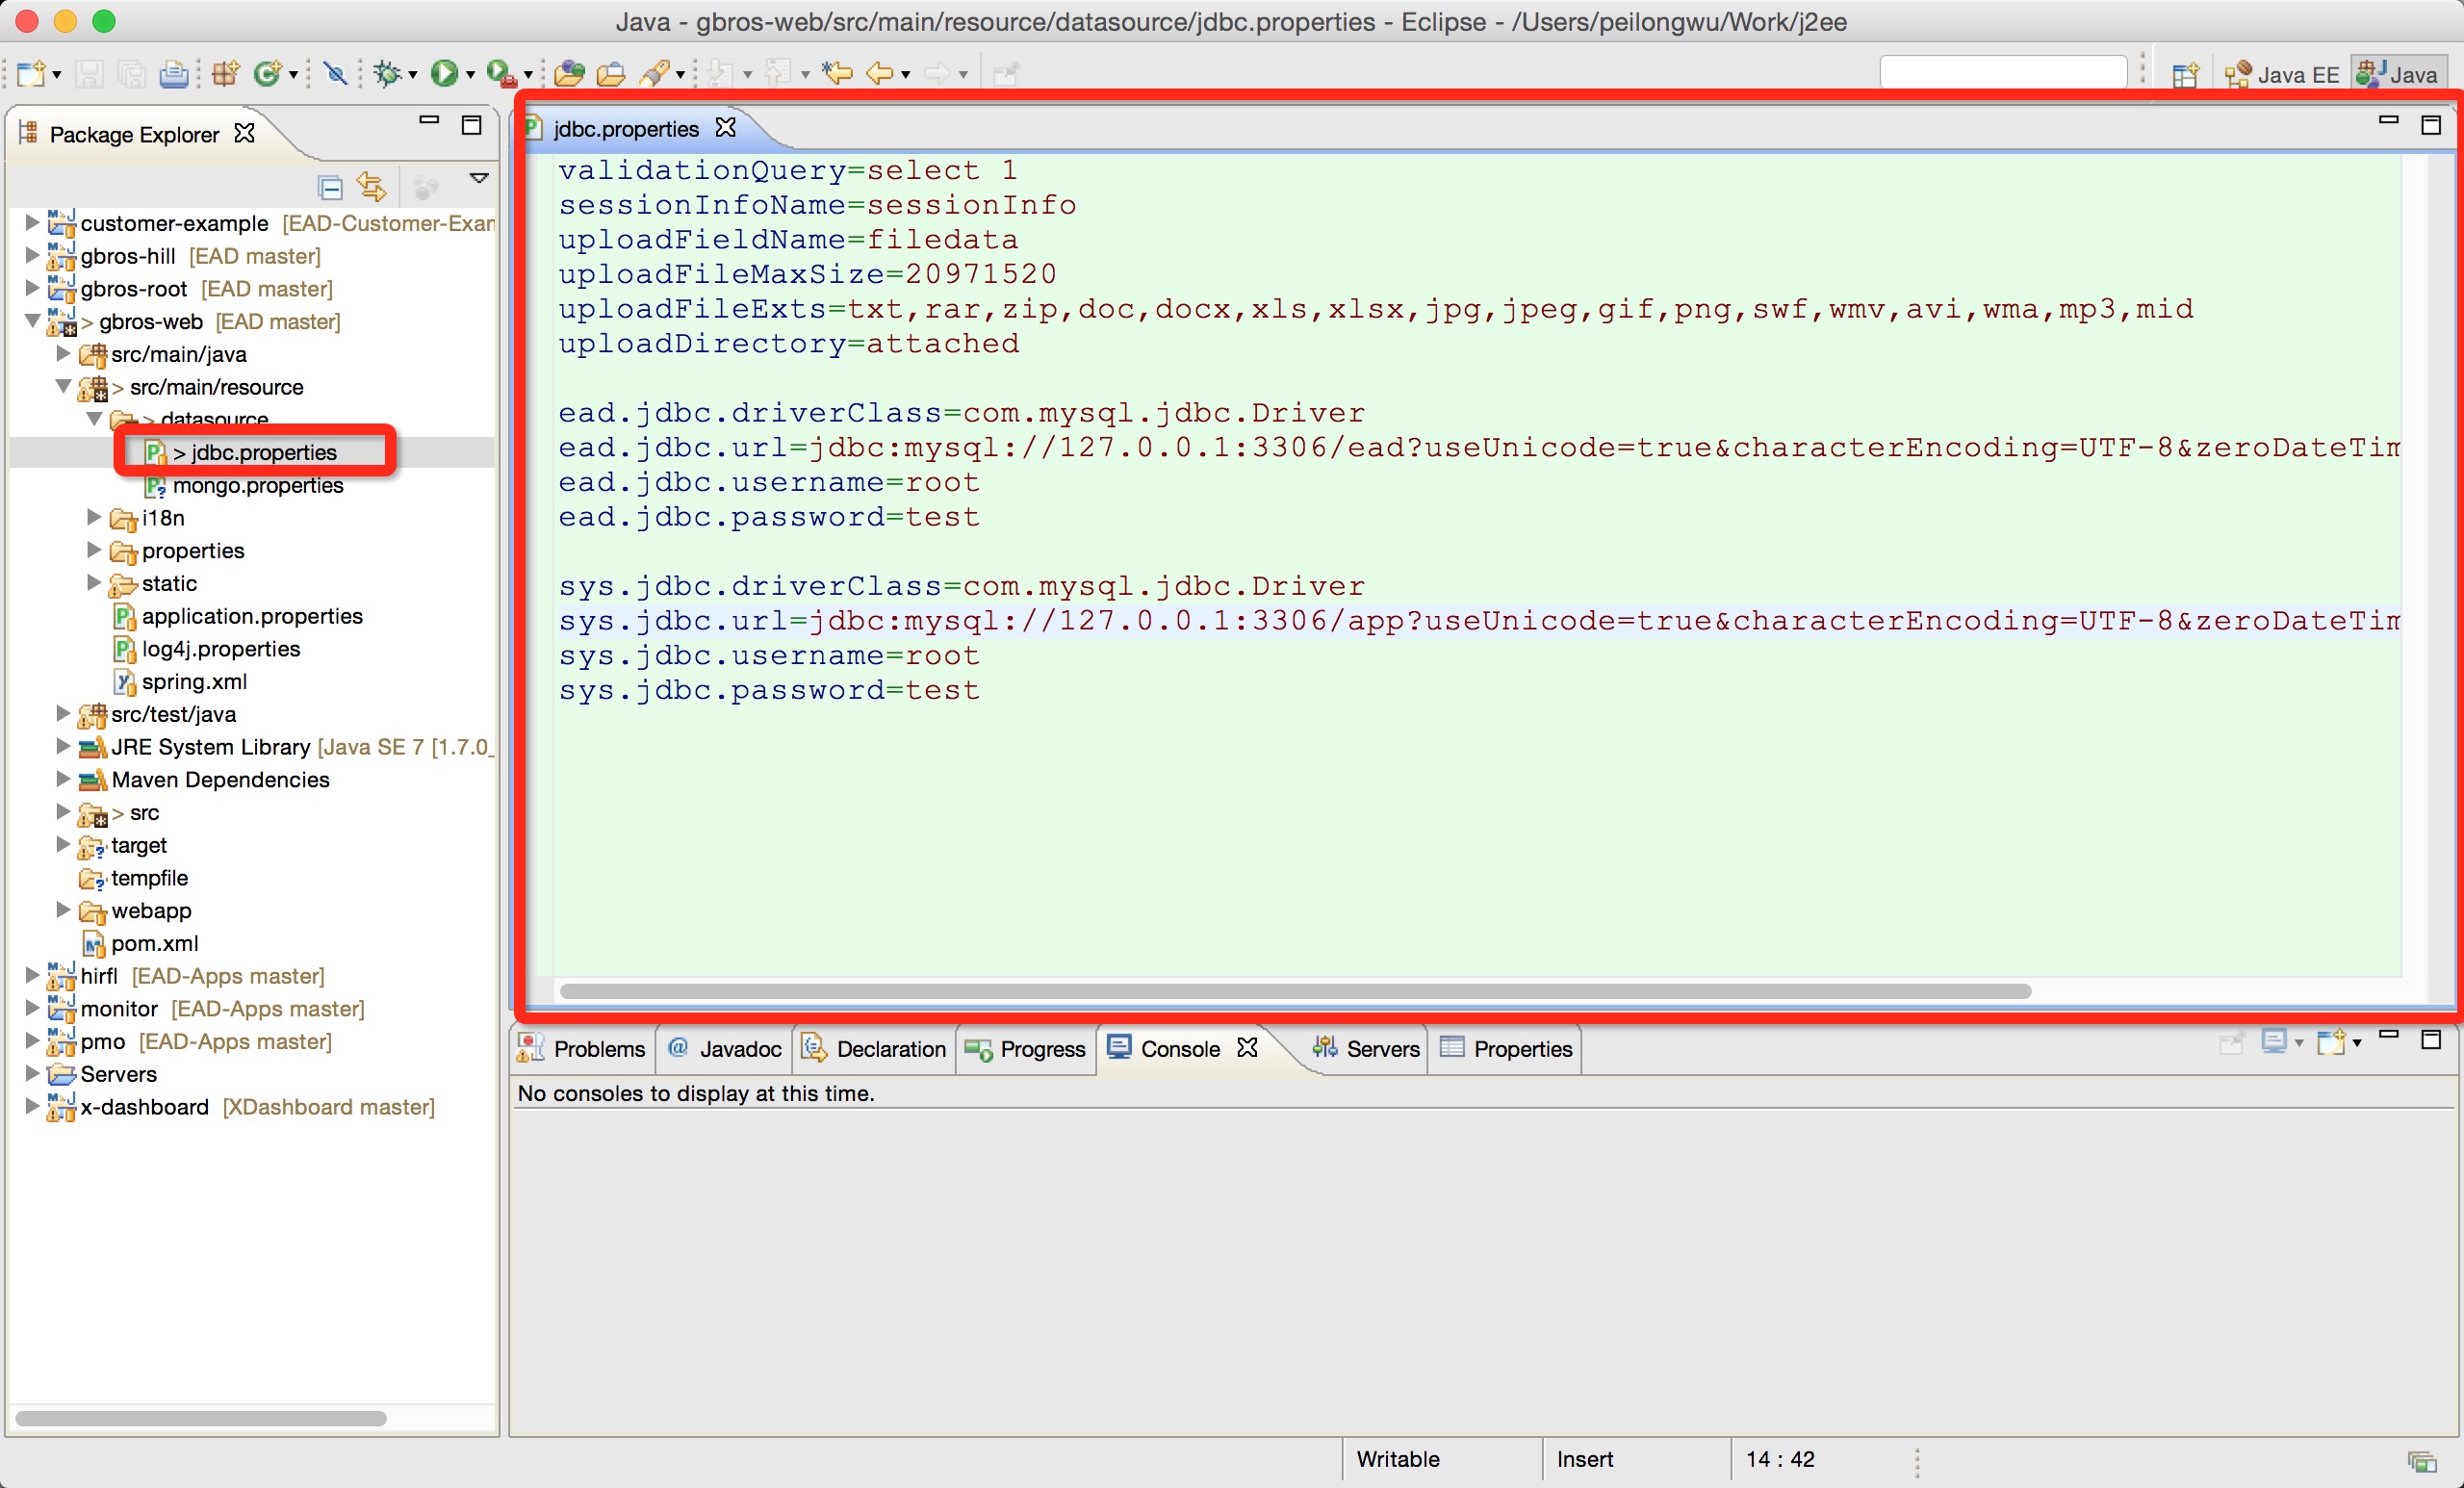 Java - gbros-web/src/main/resource/datasource/jdbc.properties - Eclipse - /Users/peilongwu/Work/j2ee
Java EE
Java
Package Explorer
customer-example [EAD-Customer-Exam
gbros-hill [EAD master]
gbros-root [EAD master]
> gbros-web [EAD master]
src/main/java
> src/main/resource
> datasource
> jdbc.properties
mongo.properties
i18n
properties
static
application.properties
log4j.properties
spring.xml
src/test/java
JRE System Library [Java SE 7 [1.7.0_
Maven Dependencies
> src
target
tempfile
webapp
pom.xml
hirfl [EAD-Apps master]
monitor [EAD-Apps master]
pmo [EAD-Apps master]
Servers
x-dashboard [XDashboard master]
jdbc.properties
validationQuery=select 1
sessionInfoName=sessionInfo
uploadFieldName=filedata
uploadFileMaxSize=20971520
uploadFileExts=txt,rar,zip,doc,docx,xls,xlsx,jpg,jpeg,gif,png,swf,wmv,avi,wma,mp3,mid
uploadDirectory=attached
ead.jdbc.driverClass=com.mysql.jdbc.Driver
ead.jdbc.url=jdbc:mysql://127.0.0.1:3306/ead?useUnicode=true&characterEncoding=UTF-8&zeroDateTim
ead.jdbc.username=root
ead.jdbc.password=test
sys.jdbc.driverClass=com.mysql.jdbc.Driver
sys.jdbc.url=jdbc:mysql://127.0.0.1:3306/app?useUnicode=true&characterEncoding=UTF-8&zeroDateTim
sys.jdbc.username=root
sys.jdbc.password=test
Problems
Javadoc
Declaration
Progress
Console
Servers
Properties
No consoles to display at this time.
Writable
Insert
14 : 42